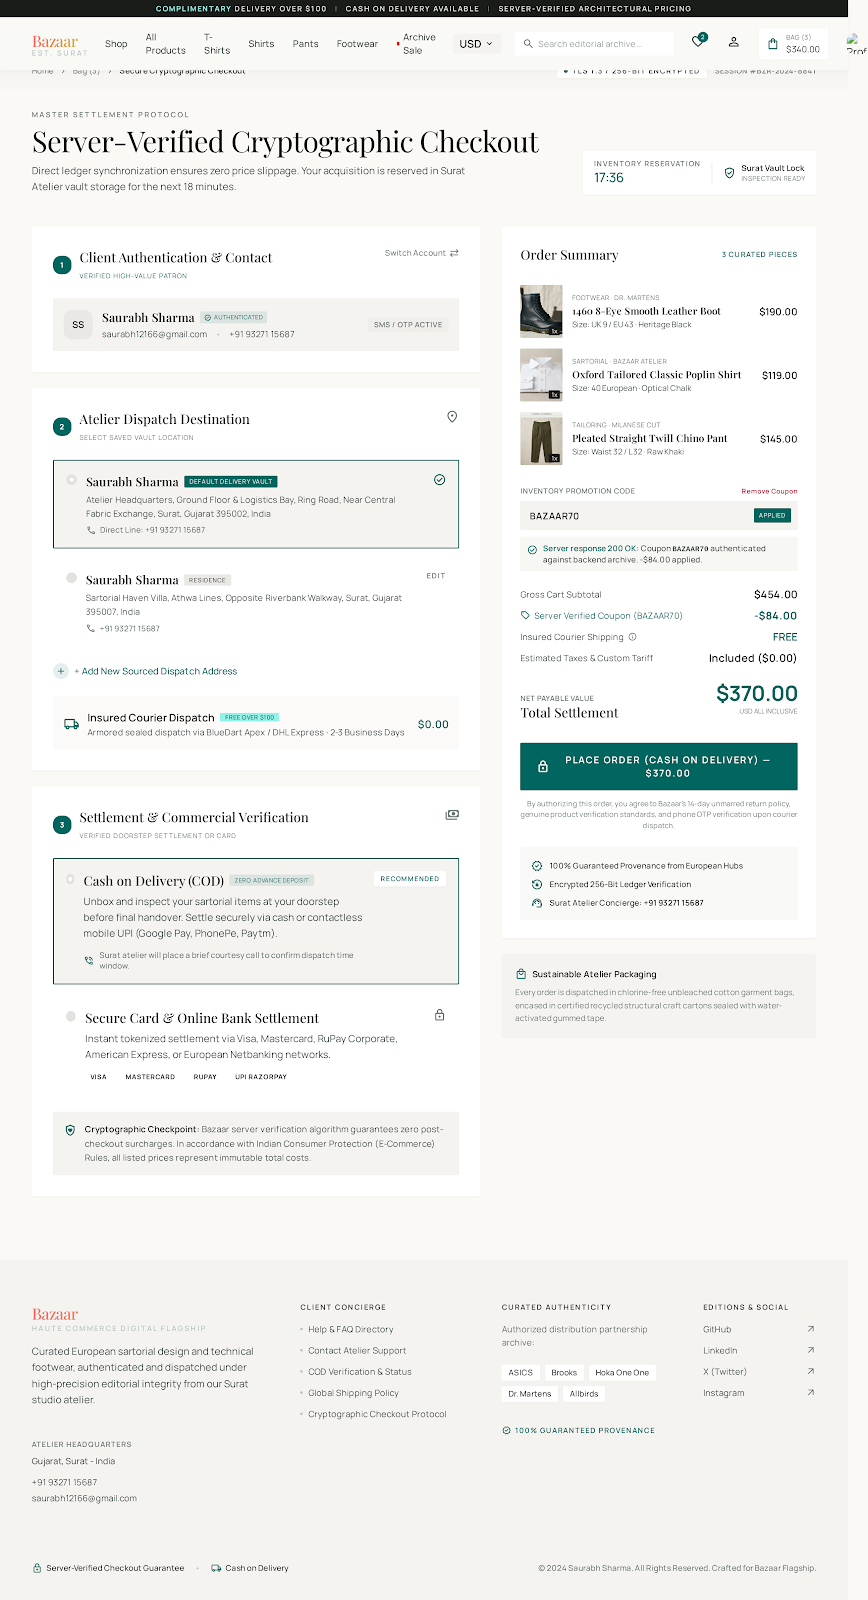 COMPLIMENTARY DELIVERY OVER $100 | CASH ON DELIVERY AVAILABLE | SERVER-VERIFIED ARCHITECTURAL PRICING
Bazaar
EST. SURAT
Shop
All Products
T-Shirts
Shirts
Pants
Footwear
Archive Sale
USD
Search editorial archive...
2
BAG (3)
$340.00
Prof
Home > Bag (3) > Secure Cryptographic Checkout
TLS 1.3 / 256-BIT ENCRYPTED
SESSION #BZR-2024-8841
MASTER SETTLEMENT PROTOCOL
Server-Verified Cryptographic Checkout
Direct ledger synchronization ensures zero price slippage. Your acquisition is reserved in Surat
Atelier vault storage for the next 18 minutes.
INVENTORY RESERVATION
17:36
Surat Vault Lock
INSPECTION READY
1
Client Authentication & Contact
VERIFIED HIGH-VALUE PATRON
Switch Account
SS
Saurabh Sharma
AUTHENTICATED
saurabh12166@gmail.com · +91 93271 15687
SMS / OTP ACTIVE
2
Atelier Dispatch Destination
SELECT SAVED VAULT LOCATION
Saurabh Sharma
DEFAULT DELIVERY VAULT
Atelier Headquarters, Ground Floor & Logistics Bay, Ring Road, Near Central
Fabric Exchange, Surat, Gujarat 395002, India
Direct Line: +91 93271 15687
Saurabh Sharma
RESIDENCE
EDIT
Sartorial Haven Villa, Athwa Lines, Opposite Riverbank Walkway, Surat, Gujarat
395007, India
+91 93271 15687
+ Add New Sourced Dispatch Address
Insured Courier Dispatch
FREE OVER $100
Armored sealed dispatch via BlueDart Apex / DHL Express · 2-3 Business Days
$0.00
3
Settlement & Commercial Verification
VERIFIED DOORSTEP SETTLEMENT OR CARD
Cash on Delivery (COD)
ZERO ADVANCE DEPOSIT
RECOMMENDED
Unbox and inspect your sartorial items at your doorstep
before final handover. Settle securely via cash or contactless
mobile UPI (Google Pay, PhonePe, Paytm).
Surat atelier will place a brief courtesy call to confirm dispatch time
window.
Secure Card & Online Bank Settlement
Instant tokenized settlement via Visa, Mastercard, RuPay Corporate,
American Express, or European Netbanking networks.
VISA
MASTERCARD
RUPAY
UPI RAZORPAY
Cryptographic Checkpoint: Bazaar server verification algorithm guarantees zero post-
checkout surcharges. In accordance with Indian Consumer Protection (E-Commerce)
Rules, all listed prices represent immutable total costs.
Order Summary
3 CURATED PIECES
FOOTWEAR · DR. MARTENS
1460 8-Eye Smooth Leather Boot
Size: UK 9 / EU 43 · Heritage Black
1x
$190.00
SARTORIAL · BAZAAR ATELIER
Oxford Tailored Classic Poplin Shirt
Size: 40 European · Optical Chalk
1x
$119.00
TAILORING · MILANESE CUT
Pleated Straight Twill Chino Pant
Size: Waist 32 / L32 · Raw Khaki
1x
$145.00
INVENTORY PROMOTION CODE
Remove Coupon
BAZAAR70
APPLIED
Server response 200 OK: Coupon BAZAAR70 authenticated
against backend archive. -$84.00 applied.
Gross Cart Subtotal
$454.00
Server Verified Coupon (BAZAAR70)
-$84.00
Insured Courier Shipping
FREE
Estimated Taxes & Custom Tariff
Included ($0.00)
NET PAYABLE VALUE
Total Settlement
$370.00
USD ALL INCLUSIVE
PLACE ORDER (CASH ON DELIVERY) —
$370.00
By authorizing this order, you agree to Bazaar's 14-day unmarred return policy,
genuine product verification standards, and phone OTP verification upon courier
dispatch.
100% Guaranteed Provenance from European Hubs
Encrypted 256-Bit Ledger Verification
Surat Atelier Concierge: +91 93271 15687
Sustainable Atelier Packaging
Every order is dispatched in chlorine-free unbleached cotton garment bags,
encased in certified recycled structural craft cartons sealed with water-
activated gummed tape.
Bazaar
HAUTE COMMERCE DIGITAL FLAGSHIP
Curated European sartorial design and technical
footwear, authenticated and dispatched under
high-precision editorial integrity from our Surat
studio atelier.
ATELIER HEADQUARTERS
Gujarat, Surat - India
+91 93271 15687
saurabh12166@gmail.com
CLIENT CONCIERGE
Help & FAQ Directory
Contact Atelier Support
COD Verification & Status
Global Shipping Policy
Cryptographic Checkout Protocol
CURATED AUTHENTICITY
Authorized distribution partnership
archive:
ASICS
Brooks
Hoka One One
Dr. Martens
Allbirds
100% GUARANTEED PROVENANCE
EDITIONS & SOCIAL
GitHub
LinkedIn
X (Twitter)
Instagram
Server-Verified Checkout Guarantee
Cash on Delivery
© 2024 Saurabh Sharma. All Rights Reserved. Crafted for Bazaar Flagship.